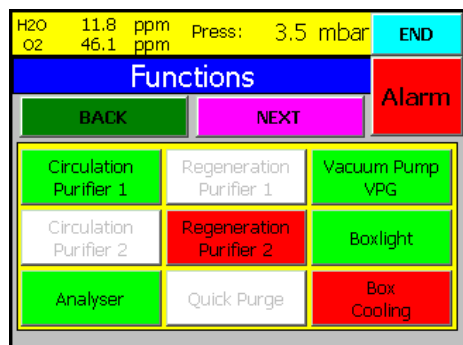 H2O 11.8 ppm Press: 3.5 mbar END
O2 46.1 ppm
Functions
Alarm
BACK NEXT
Circulation Regeneration Vacuum Pump
Purifier 1 Purifier 1 VPG
Circulation Regeneration Boxlight
Purifier 2 Purifier 2
Analyser Quick Purge Box
Cooling